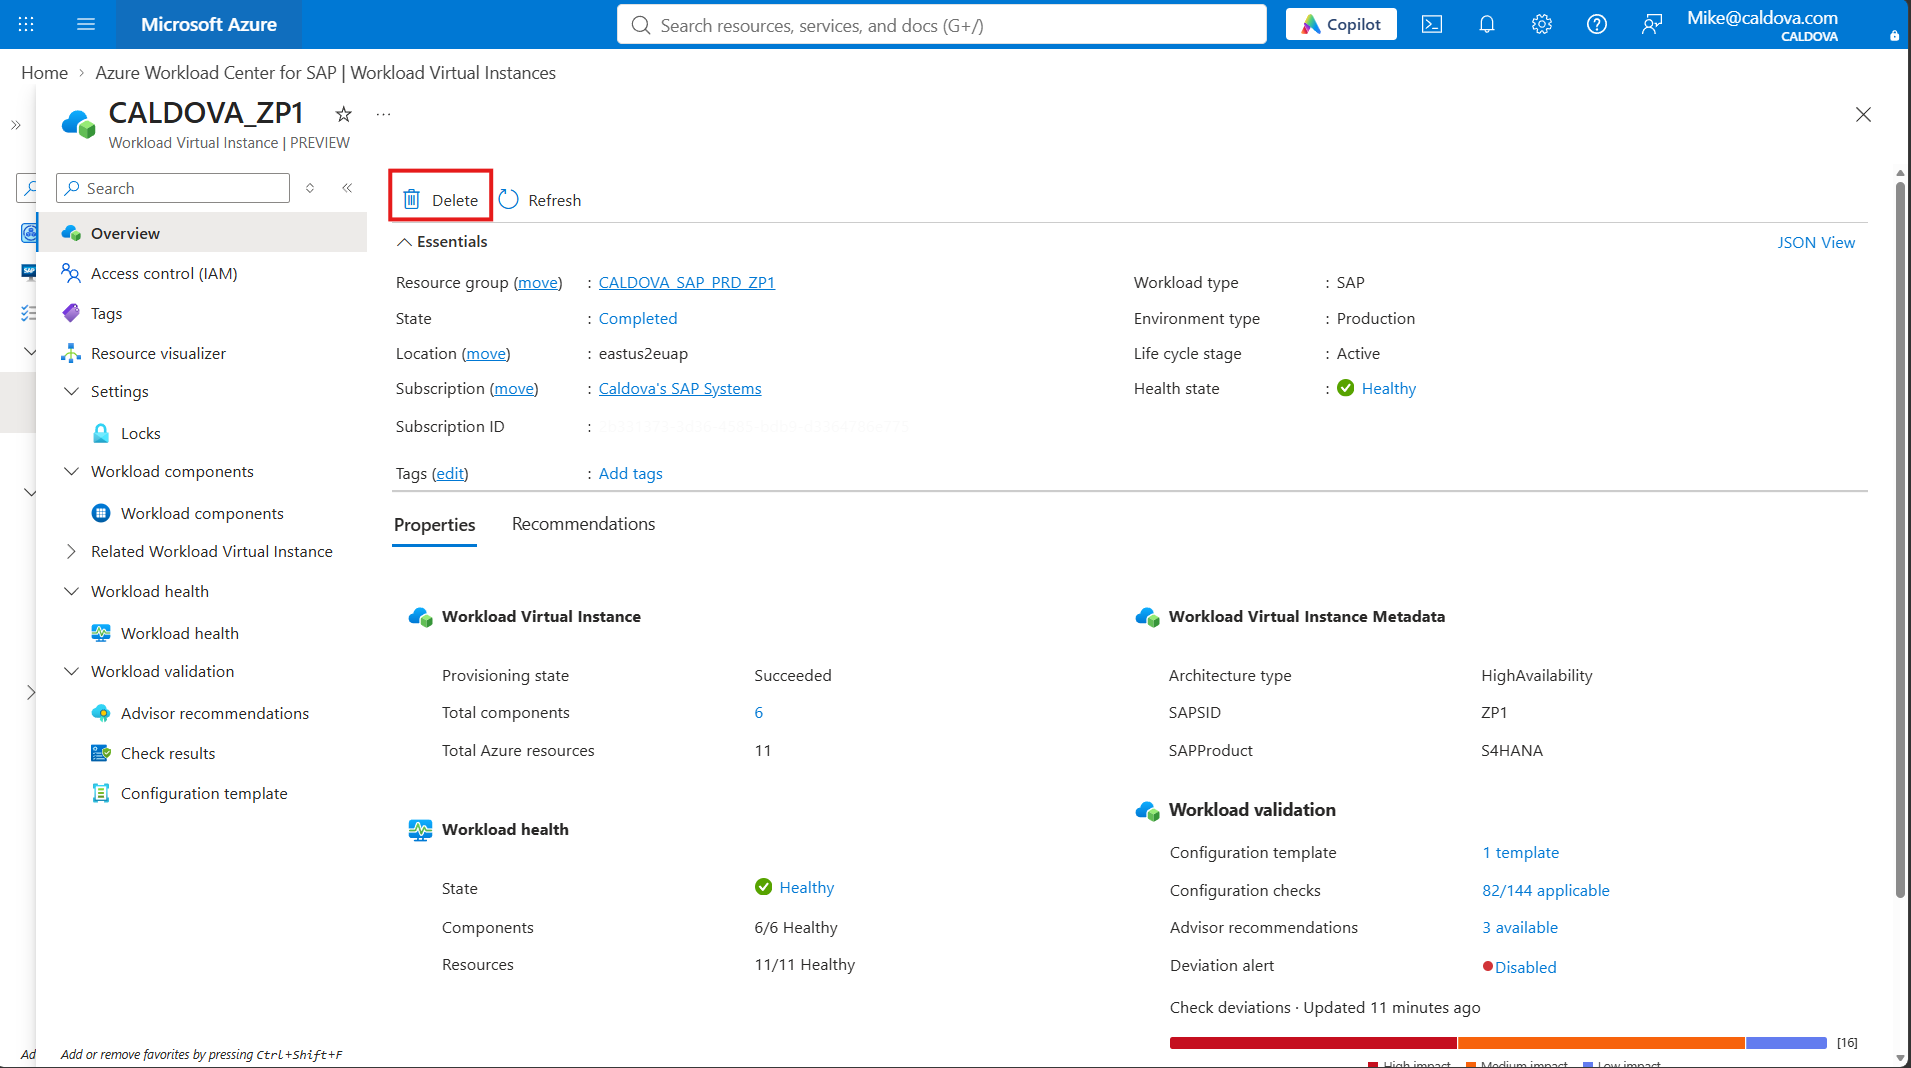 Microsoft Azure
Search resources, services, and docs (G+/)
Copilot
Mike@caldova.com
CALDOVA
Home > Azure Workload Center for SAP | Workload Virtual Instances
CALDOVA_ZP1
Workload Virtual Instance | PREVIEW
Search
Overview
Access control (IAM)
Tags
Resource visualizer
Settings
Locks
Workload components
Workload components
Related Workload Virtual Instance
Workload health
Workload health
Workload validation
Advisor recommendations
Check results
Configuration template
Ad
Add or remove favorites by pressing Ctrl+Shift+F
SAP
Delete
Refresh
Essentials
JSON View
Resource group (move) : CALDOVA_SAP_PRD_ZP1
State : Completed
Location (move) : eastus2euap
Subscription (move) : Caldova's SAP Systems
Subscription ID :
Tags (edit) : Add tags
Workload type : SAP
Environment type : Production
Life cycle stage : Active
Health state : Healthy
Properties
Recommendations
Workload Virtual Instance
Provisioning state Succeeded
Total components 6
Total Azure resources 11
Workload health
State Healthy
Components 6/6 Healthy
Resources 11/11 Healthy
Workload Virtual Instance Metadata
Architecture type HighAvailability
SAPSID ZP1
SAPProduct S4HANA
Workload validation
Configuration template 1 template
Configuration checks 82/144 applicable
Advisor recommendations 3 available
Deviation alert Disabled
Check deviations · Updated 11 minutes ago
[16]
High impact Medium impact Low impact